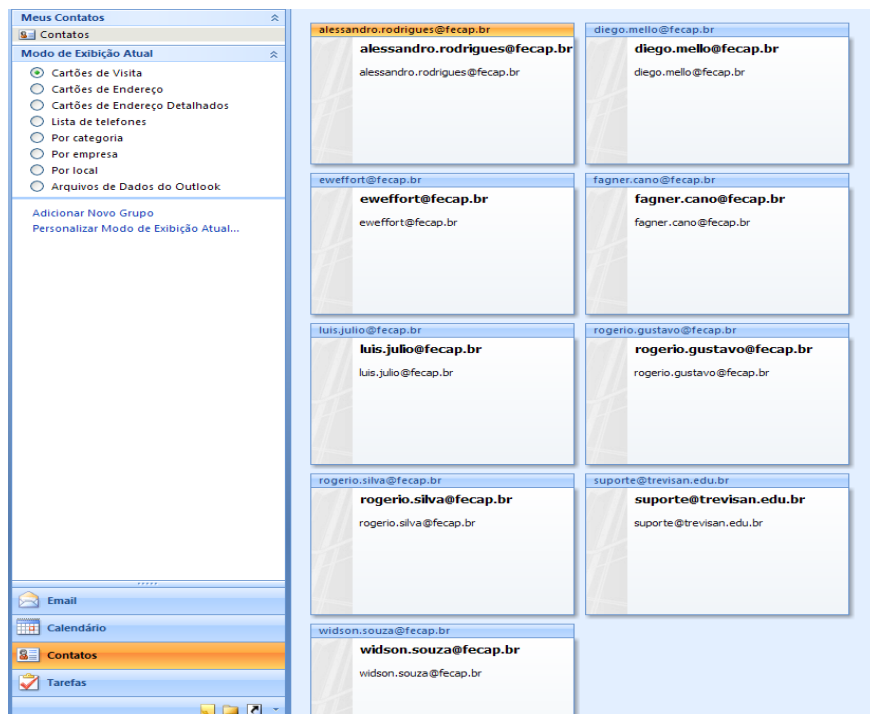 Meus Contatos
Contatos
Modo de Exibição Atual
Cartões de Visita
Cartões de Endereço
Cartões de Endereço Detalhados
Lista de telefones
Por categoria
Por empresa
Por local
Arquivos de Dados do Outlook
Adicionar Novo Grupo
Personalizar Modo de Exibição Atual...
Email
Calendário
Contatos
Tarefas
alessandro.rodrigues@fecap.br
alessandro.rodrigues@fecap.br
alessandro.rodrigues@fecap.br
diego.mello@fecap.br
diego.mello@fecap.br
diego.mello@fecap.br
eweffort@fecap.br
eweffort@fecap.br
eweffort@fecap.br
fagner.cano@fecap.br
fagner.cano@fecap.br
fagner.cano@fecap.br
luis.julio@fecap.br
luis.julio@fecap.br
luis.julio@fecap.br
rogerio.gustavo@fecap.br
rogerio.gustavo@fecap.br
rogerio.gustavo@fecap.br
rogerio.silva@fecap.br
rogerio.silva@fecap.br
rogerio.silva@fecap.br
suporte@trevisan.edu.br
suporte@trevisan.edu.br
suporte@trevisan.edu.br
widson.souza@fecap.br
widson.souza@fecap.br
widson.souza@fecap.br